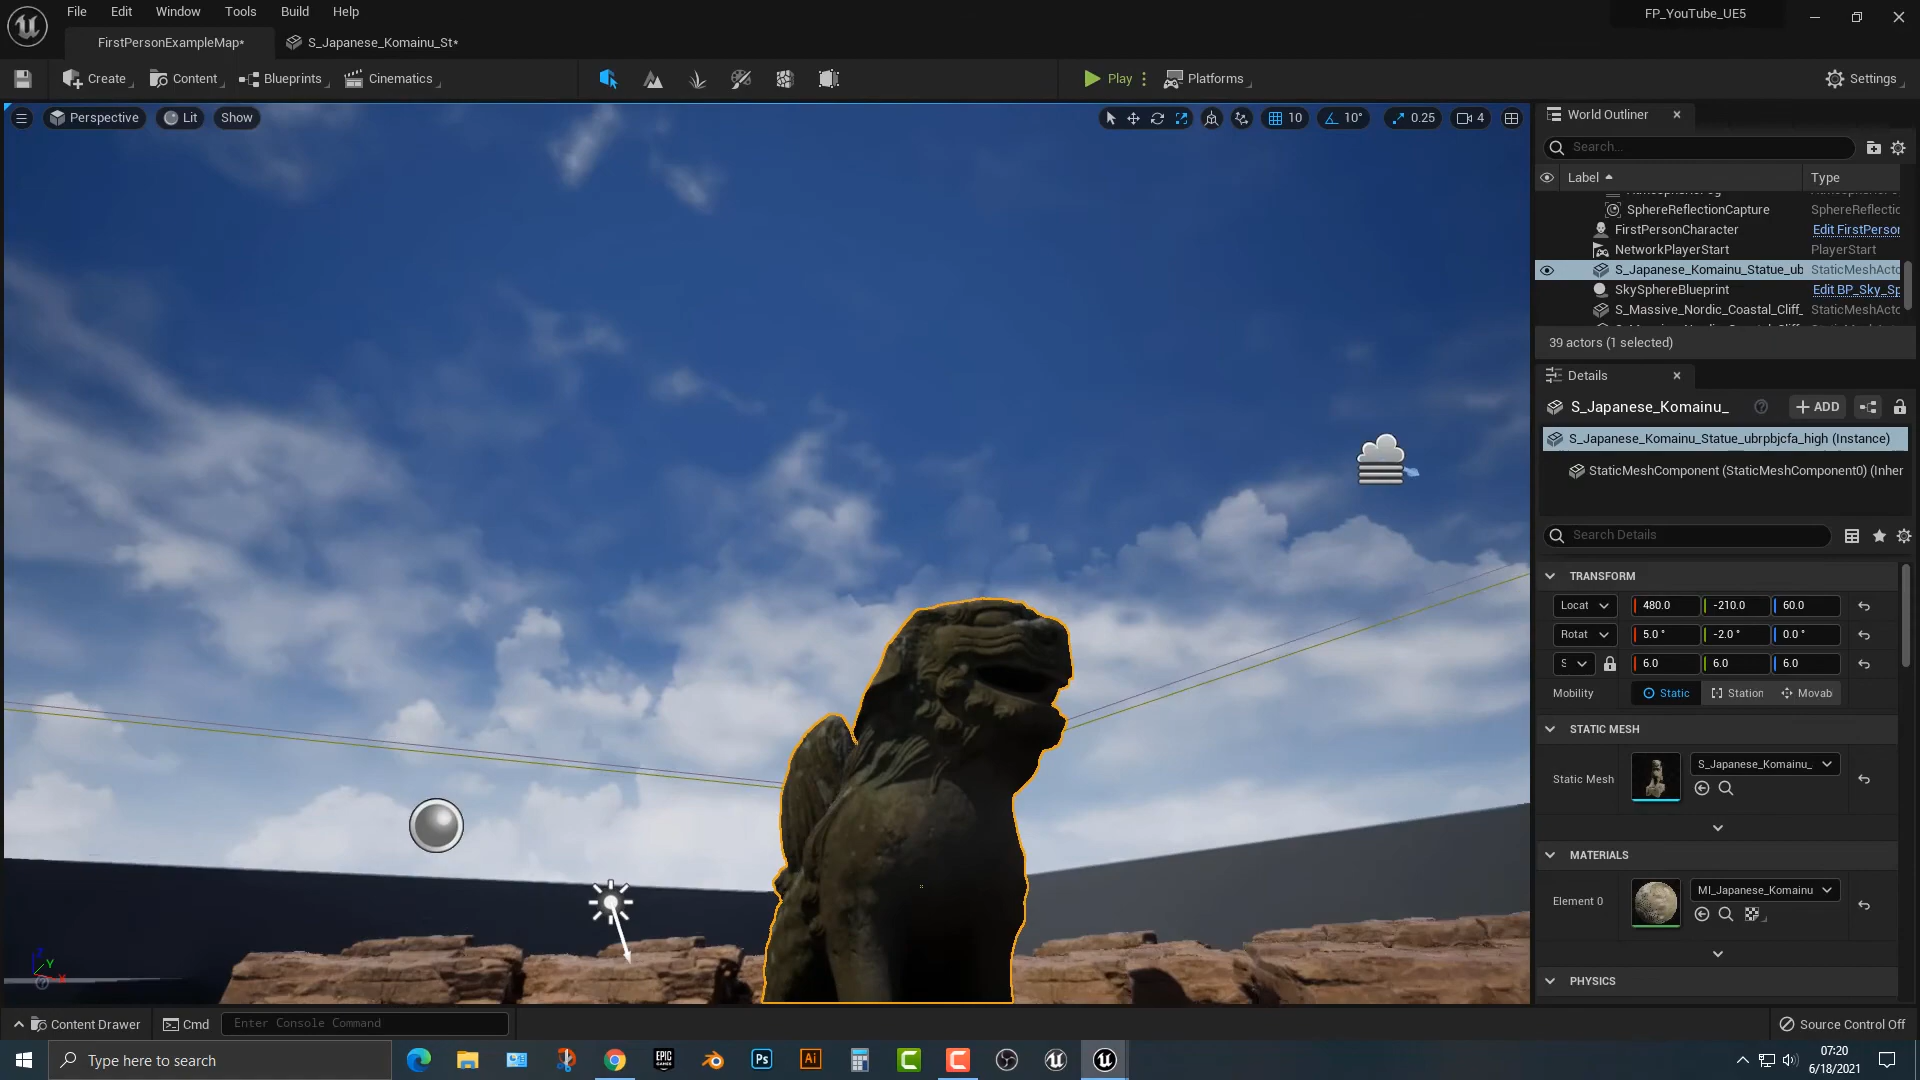 File Edit Window Tools Build Help
FP_YouTube_UE5
FirstPersonExampleMap*
S_Japanese_Komainu_St*
Create
Content
Blueprints
Cinematics
Play
Platforms
Settings
Perspective
Lit
Show
10
10°
0.25
4
World Outliner
Search...
Label
Type
SphereReflectionCapture SphereReflectic
FirstPersonCharacter Edit FirstPersor
NetworkPlayerStart PlayerStart
S_Japanese_Komainu_Statue_ub StaticMeshActo
SkySphereBlueprint Edit BP_Sky_Sp
S_Massive_Nordic_Coastal_Cliff_ StaticMeshActo
39 actors (1 selected)
Details
S_Japanese_Komainu_
ADD
S_Japanese_Komainu_Statue_ubrpbjcfa_high (Instance)
StaticMeshComponent (StaticMeshComponent0) (Inher
Search Details
TRANSFORM
Locat 480.0 -210.0 60.0
Rotat 5.0° -2.0° 0.0°
S 6.0 6.0 6.0
Mobility Static Station Movab
STATIC MESH
Static Mesh S_Japanese_Komainu_
MATERIALS
Element 0 MI_Japanese_Komainu
PHYSICS
Z
Y
X
Content Drawer
Cmd
Enter Console Command
Source Control Off
Type here to search
EPIC GAMES
Ps
Ai
07:20
6/18/2021